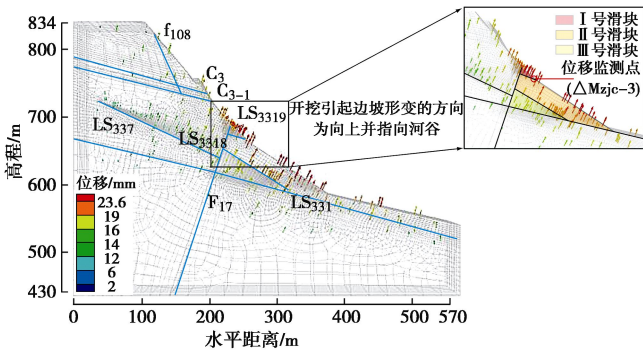 834
800
700
600
500
430
高程/m
0
100
200
300
400
500
570
水平距离/m
位移/mm
23.6
19
16
14
12
6
2
f108
C3
C3-1
LS3319
LS337
LS3318
F17
LS331
开挖引起边坡形变的方向
为向上并指向河谷
Ⅰ号滑块
Ⅱ号滑块
Ⅲ号滑块
位移监测点
(△Mzjc-3)